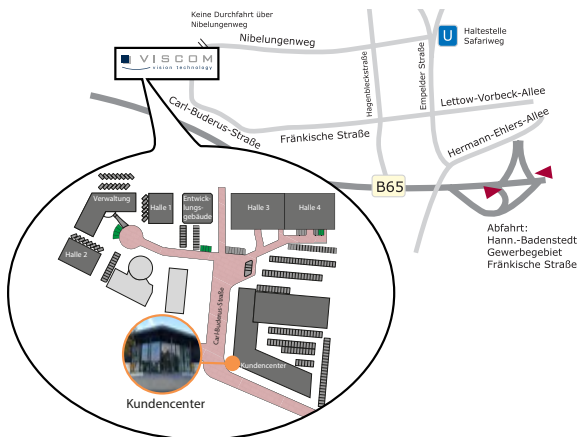 Keine Durchfahrt über
Nibelungenweg
Nibelungenweg
U
Haltestelle
Safariweg
VISCOM
vision technology
Hagenbleckstraße
Empelder Straße
Carl-Buderus-Straße
Fränkische Straße
Lettow-Vorbeck-Allee
Hermann-Ehlers-Allee
B65
Abfahrt:
Hann.-Badenstedt
Gewerbegebiet
Fränkische Straße
Verwaltung
Halle 1
Entwick-
lungs-
gebäude
Halle 3
Halle 4
Halle 2
Carl-Buderus-Straße
Kundencenter
Kundencenter